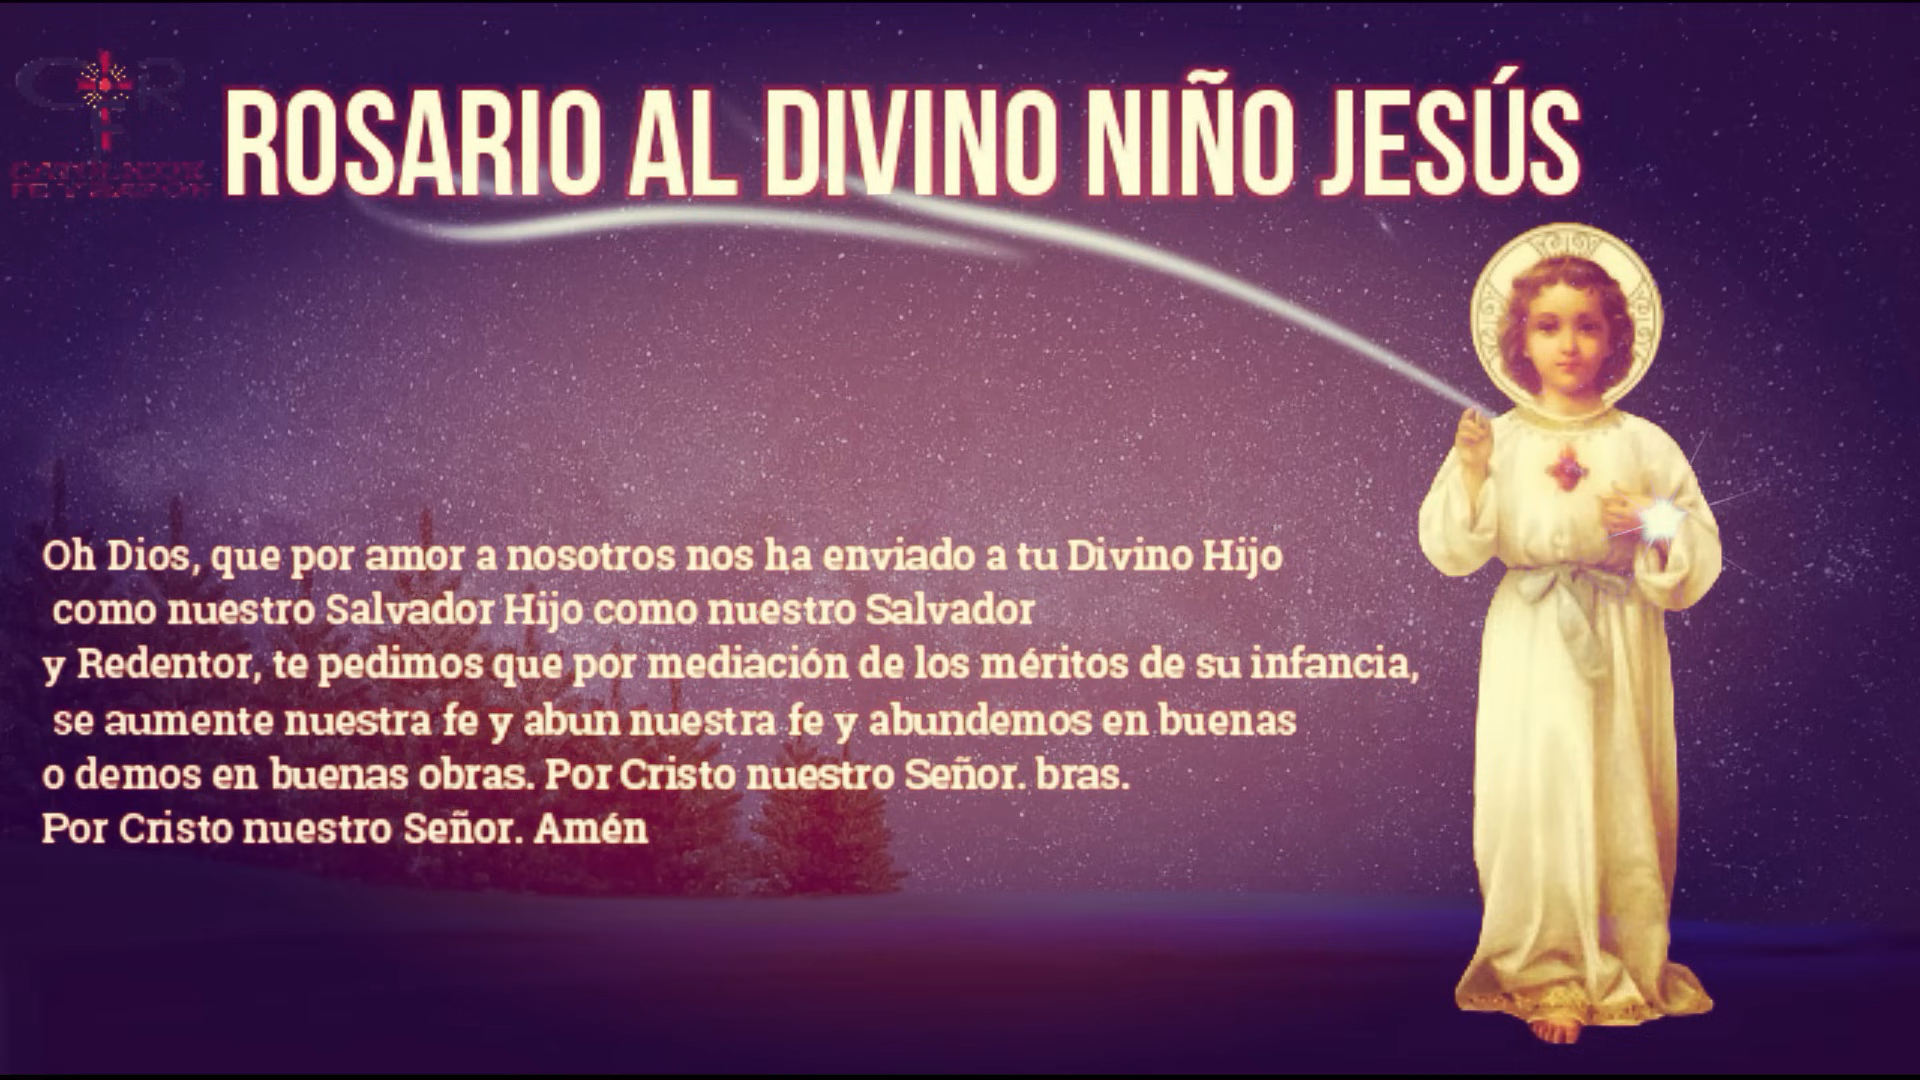 ROSARIO AL DIVINO NIÑO JESÚS
Oh Dios, que por amor a nosotros nos ha enviado a tu Divino Hijo
como nuestro Salvador Hijo como nuestro Salvador
y Redentor, te pedimos que por mediación de los méritos de su infancia,
se aumente nuestra fe y abun nuestra fe y abundemos en buenas
o demos en buenas obras. Por Cristo nuestro Señor. bras.
Por Cristo nuestro Señor. Amén